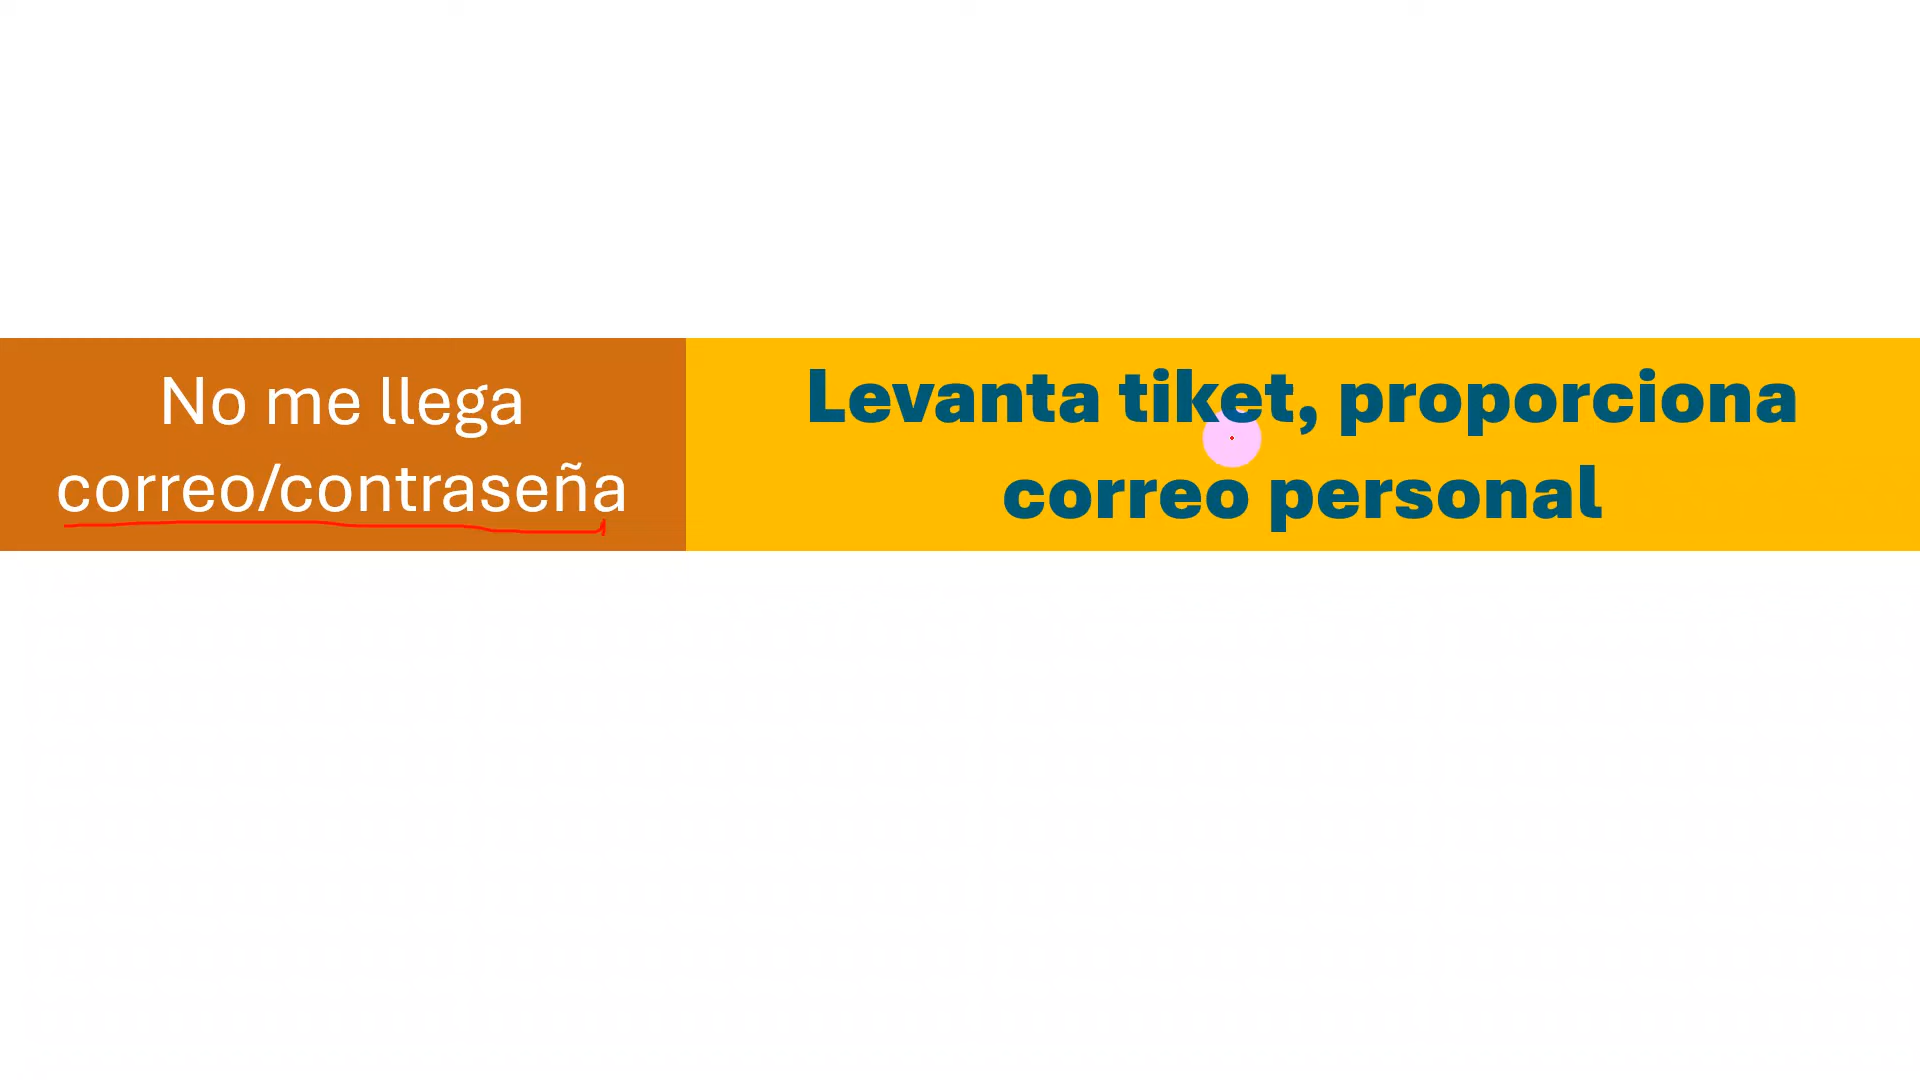 No me llega
correo/contraseña
Levanta tiket, proporciona
correo personal